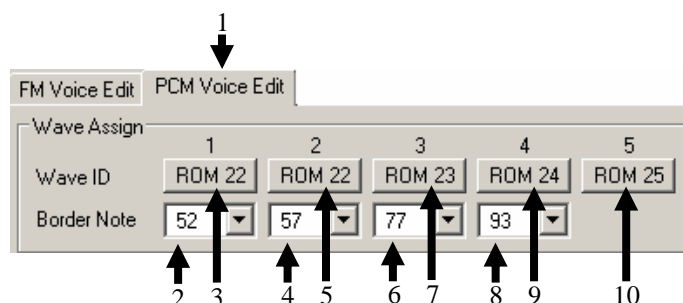 1
FM Voice Edit PCM Voice Edit
Wave Assign
1 2 3 4 5
Wave ID ROM 22 ROM 22 ROM 23 ROM 24 ROM 25
Border Note 52 57 77 93
2 3 4 5 6 7 8 9 10